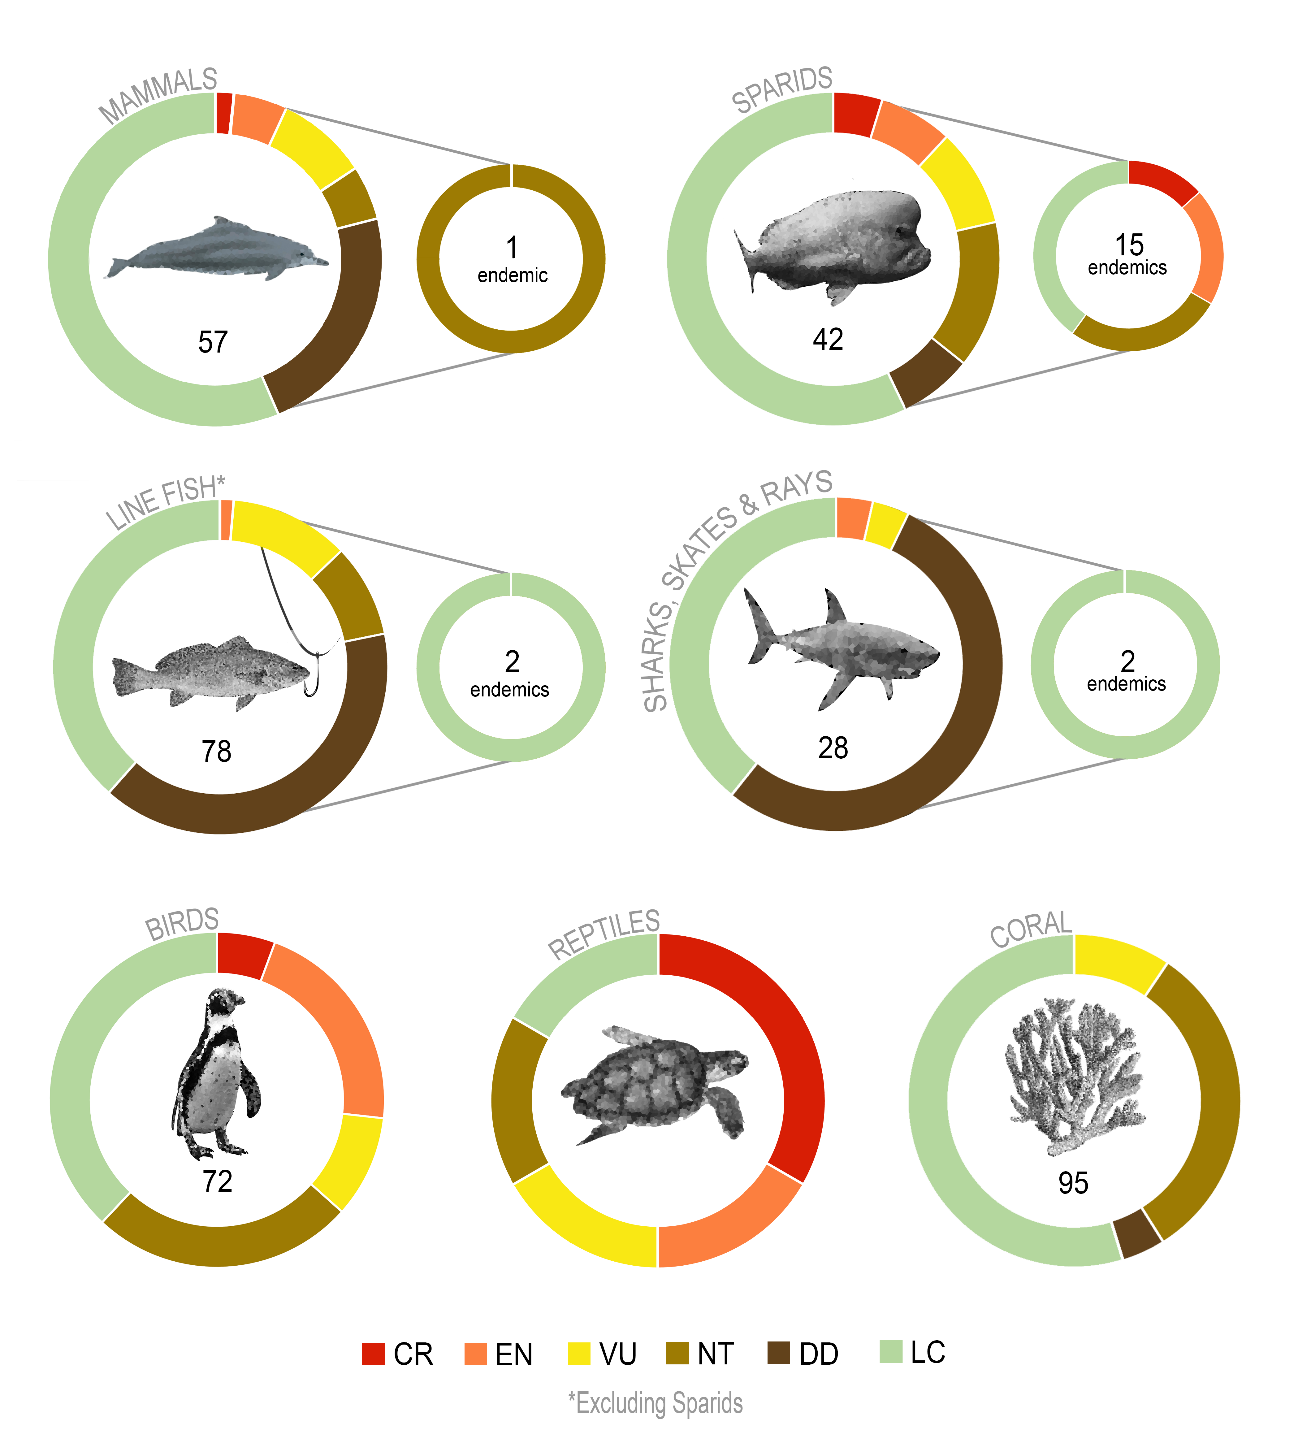 MAMMALS
57
1
endemic
SPARIDS
42
15
endemics
LINE FISH*
78
2
endemics
SHARKS, SKATES & RAYS
28
2
endemics
BIRDS
72
REPTILES
CORAL
95
CR EN VU NT DD LC
*Excluding Sparids